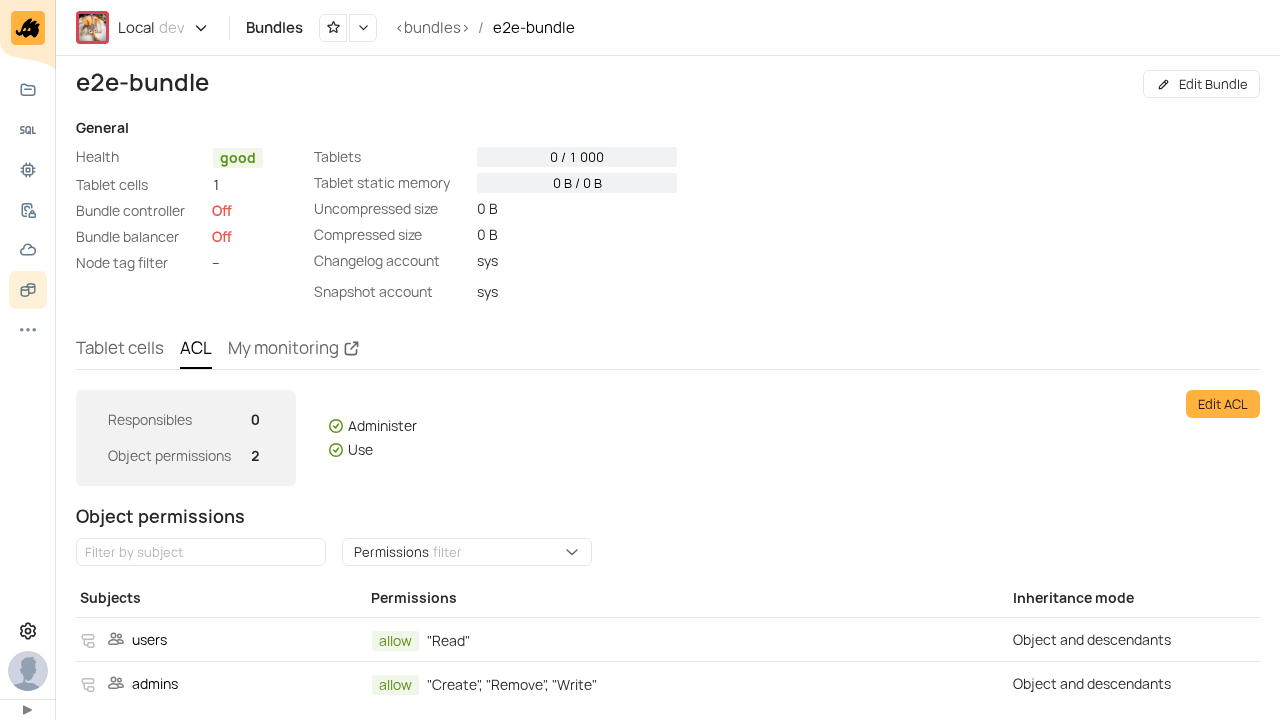 Local dev
Bundles
<bundles> / e2e-bundle
SQL
e2e-bundle
Edit Bundle
General
Health good
Tablet cells 1
Bundle controller Off
Bundle balancer Off
Node tag filter –
Tablets 0 / 1 000
Tablet static memory 0 B / 0 B
Uncompressed size 0 B
Compressed size 0 B
Changelog account sys
Snapshot account sys
Tablet cells ACL My monitoring
Responsibles 0
Object permissions 2
Administer
Use
Edit ACL
Object permissions
Filter by subject
Permissions filter
Subjects Permissions Inheritance mode
users allow "Read" Object and descendants
admins allow "Create", "Remove", "Write" Object and descendants